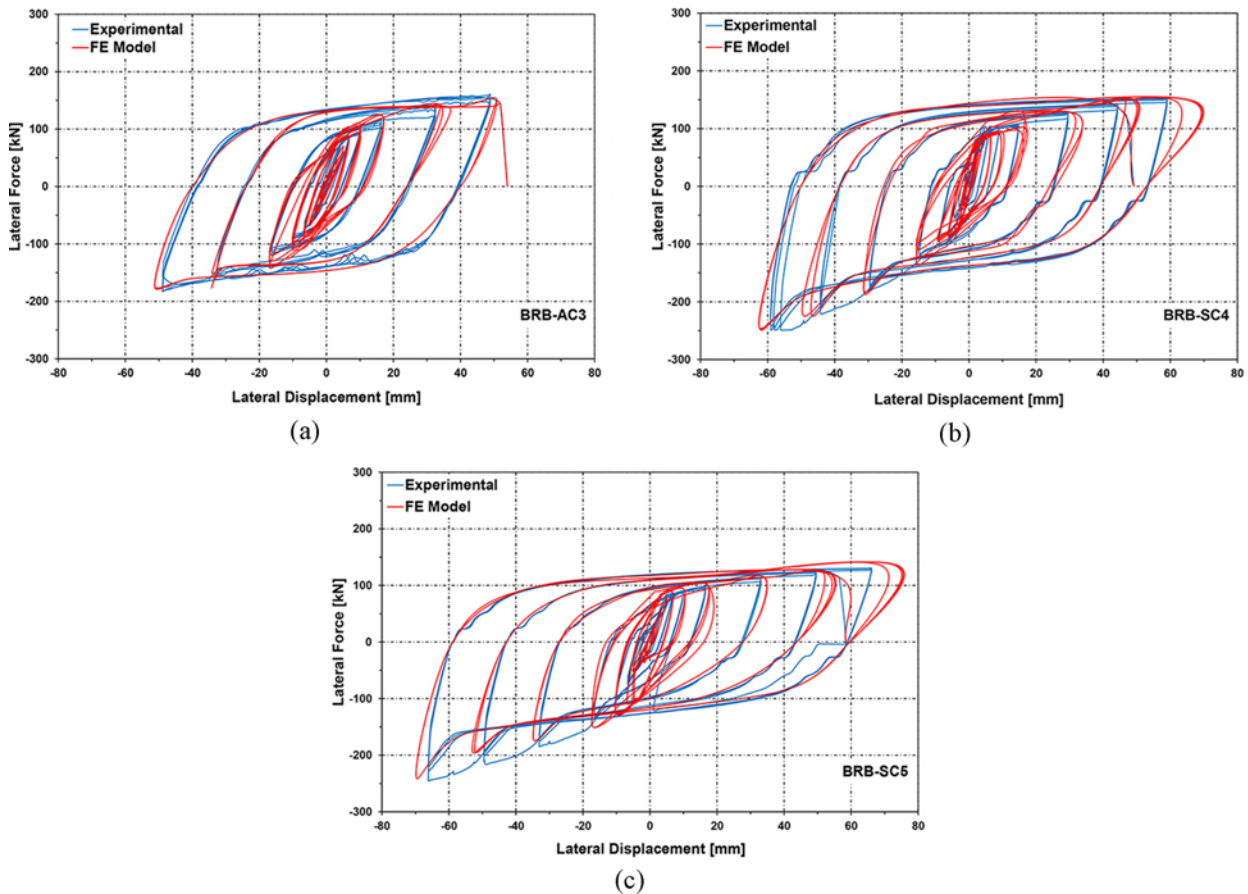 300
200
100
0
-100
-200
-300
Lateral Force [kN]
Experimental
FE Model
BRB-AC3
-80 -60 -40 -20 0 20 40 60 80
Lateral Displacement [mm]
(a)
300
200
100
0
-100
-200
-300
Lateral Force [kN]
Experimental
FE Model
BRB-SC4
-80 -60 -40 -20 0 20 40 60 80
Lateral Displacement [mm]
(b)
300
200
100
0
-100
-200
-300
Lateral Force [kN]
Experimental
FE Model
BRB-SC5
-80 -60 -40 -20 0 20 40 60 80
Lateral Displacement [mm]
(c)